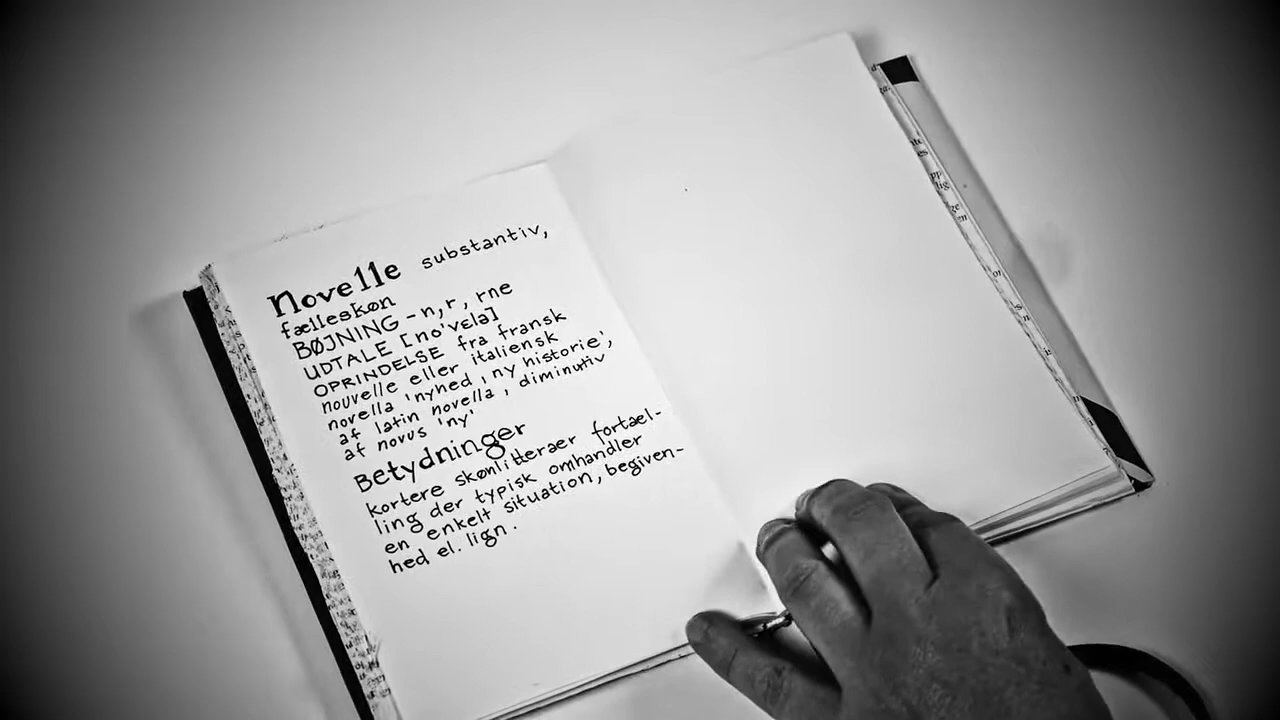 Novelle substantiv,
fælleskøn
BØJNING -n, r, rne
UDTALE [no'vɛlə]
OPRINDELSE fra fransk
nouvelle eller italiensk
novella 'nyhed, ny historie',
af latin novella, diminutiv
af novus 'ny'
Betydninger
kortere skønlitteræer fortæl-
ling der typisk omhandler
en enkelt situation, begiven-
hed el. lign.